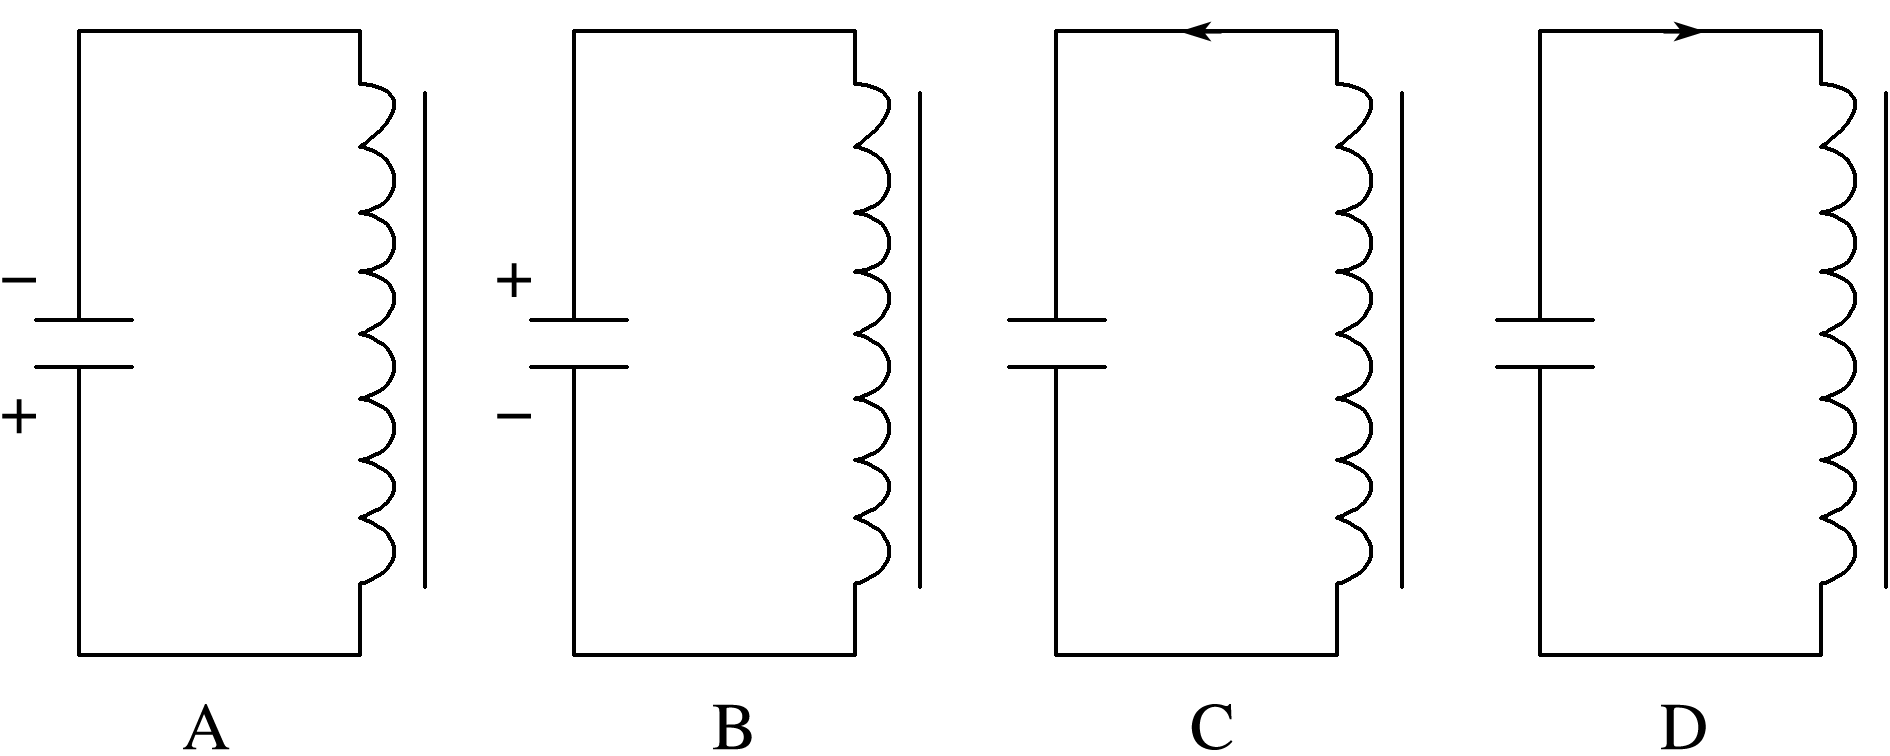 − +
+ −
A B C D